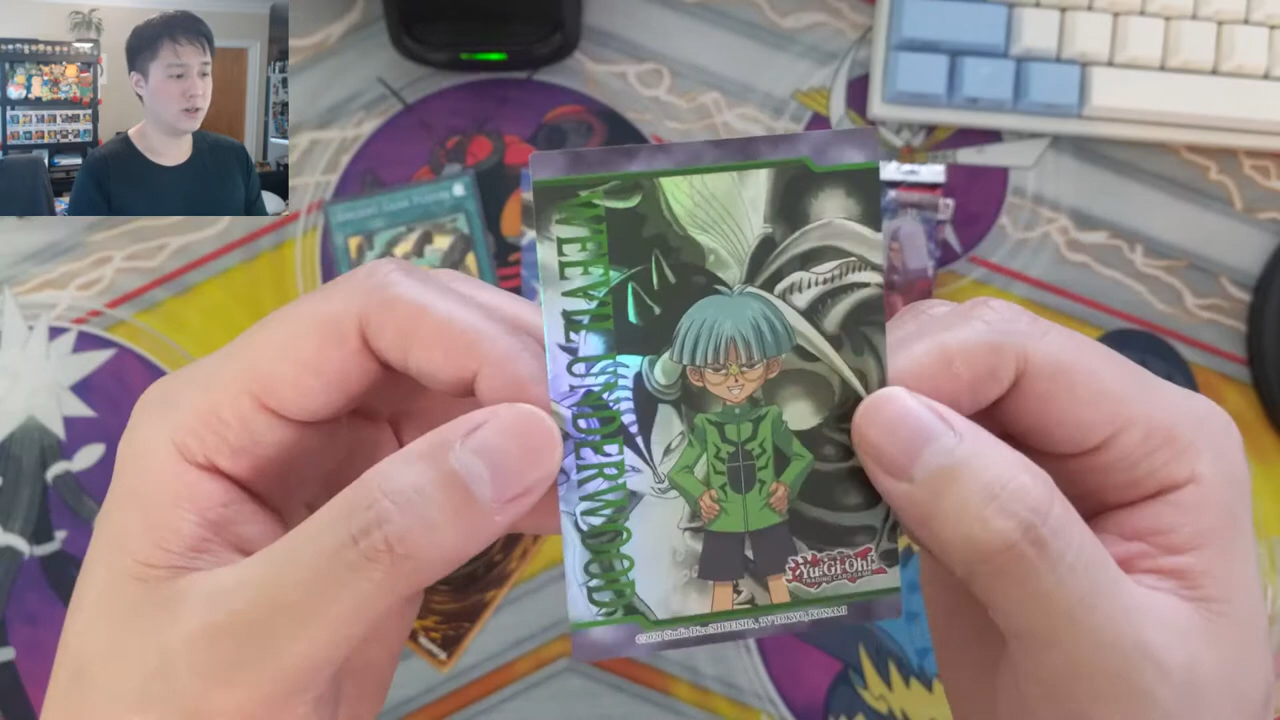 WEEVIL UNDERWOOD
Yu-Gi-Oh!
TRADING CARD GAME
©2020 Studio Dice/SHUEISHA, TV TOKYO, KONAMI